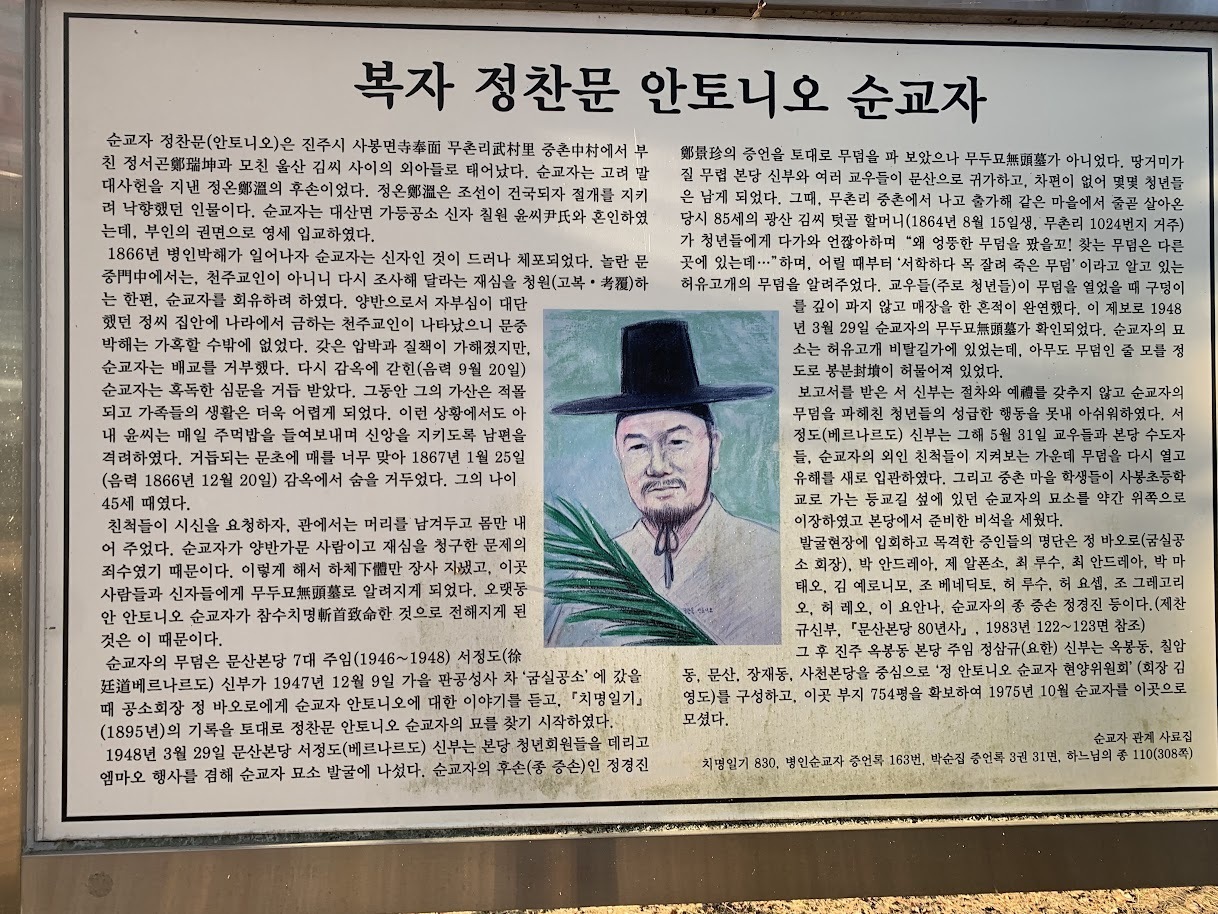 복자 정찬문 안토니오 순교자
순교자 정찬문(안토니오)은 진주시 사봉면寺奉面 무촌리武村里 중촌中村에서 부
친 정서곤鄭瑞坤과 모친 울산 김씨 사이의 외아들로 태어났다. 순교자는 고려 말
대사헌을 지낸 정온鄭溫의 후손이었다. 정온鄭溫은 조선이 건국되자 절개를 지키
려 낙향했던 인물이다. 순교자는 대산면 가등공소 신자 칠원 윤씨尹氏와 혼인하였
는데, 부인의 권면으로 영세 입교하였다.
1866년 병인박해가 일어나자 순교자는 신자인 것이 드러나 체포되었다. 놀란 문
중門中에서는, 천주교인이 아니니 다시 조사해 달라는 재심을 청원(고복·考覆)하
는 한편, 순교자를 회유하려 하였다. 양반으로서 자부심이 대단
했던 정씨 집안에 나라에서 금하는 천주교인이 나타났으니 문중
박해는 가혹할 수밖에 없었다. 갖은 압박과 질책이 가해졌지만,
순교자는 배교를 거부했다. 다시 감옥에 갇힌(음력 9월 20일)
순교자는 혹독한 심문을 거듭 받았다. 그동안 그의 가산은 적몰
되고 가족들의 생활은 더욱 어렵게 되었다. 이런 상황에서도 아
내 윤씨는 매일 주먹밥을 들여보내며 신앙을 지키도록 남편을
격려하였다. 거듭되는 문초에 매를 너무 맞아 1867년 1월 25일
(음력 1866년 12월 20일) 감옥에서 숨을 거두었다. 그의 나이
45세 때였다.
친척들이 시신을 요청하자, 관에서는 머리를 남겨두고 몸만 내
어 주었다. 순교자가 양반가문 사람이고 재심을 청구한 문제의
죄수였기 때문이다. 이렇게 해서 하체下體만 장사 지냈고, 이곳
사람들과 신자들에게 무두묘無頭墓로 알려지게 되었다. 오랫동
안 안토니오 순교자가 참수치명斬首致命한 것으로 전해지게 된
것은 이 때문이다.
순교자의 무덤은 문산본당 7대 주임(1946～1948) 서정도(徐
廷道베르나르도) 신부가 1947년 12월 9일 가을 판공성사 차 '굼실공소' 에 갔을
때 공소회장 정 바오로에게 순교자 안토니오에 대한 이야기를 듣고, 『치명일기』
(1895년)의 기록을 토대로 정찬문 안토니오 순교자의 묘를 찾기 시작하였다.
1948년 3월 29일 문산본당 서정도(베르나르도) 신부는 본당 청년회원들을 데리고
엠마오 행사를 겸해 순교자 묘소 발굴에 나섰다. 순교자의 후손(종 증손)인 정경진
鄭景珍의 증언을 토대로 무덤을 파 보았으나 무두묘無頭墓가 아니었다. 땅거미가
질 무렵 본당 신부와 여러 교우들이 문산으로 귀가하고, 차편이 없어 몇몇 청년들
은 남게 되었다. 그때, 무촌리 중촌에서 나고 출가해 같은 마을에서 줄곧 살아온
당시 85세의 광산 김씨 텃골 할머니(1864년 8월 15일생, 무촌리 1024번지 거주)
가 청년들에게 다가와 언짢아하며 "왜 엉뚱한 무덤을 팠을꼬! 찾는 무덤은 다른
곳에 있는데…"하며, 어릴 때부터 '서학하다 목 잘려 죽은 무덤' 이라고 알고 있는
허유고개의 무덤을 알려주었다. 교우들(주로 청년들)이 무덤을 열었을 때 구덩이
를 깊이 파지 않고 매장을 한 흔적이 완연했다. 이 제보로 1948
년 3월 29일 순교자의 무두묘無頭墓가 확인되었다. 순교자의 묘
소는 허유고개 비탈길가에 있었는데, 아무도 무덤인 줄 모를 정
도로 봉분封墳이 허물어져 있었다.
보고서를 받은 서 신부는 절차와 예禮를 갖추지 않고 순교자의
무덤을 파헤친 청년들의 성급한 행동을 못내 아쉬워하였다. 서
정도(베르나르도) 신부는 그해 5월 31일 교우들과 본당 수도자
들, 순교자의 외인 친척들이 지켜보는 가운데 무덤을 다시 열고
유해를 새로 입관하였다. 그리고 중촌 마을 학생들이 사봉초등학
교로 가는 등교길 섶에 있던 순교자의 묘소를 약간 위쪽으로
이장하였고 본당에서 준비한 비석을 세웠다.
발굴현장에 입회하고 목격한 증인들의 명단은 정 바오로(굼실공
소 회장), 박 안드레아, 제 알폰소, 최 루수, 최 안드레아, 박 마
태오, 김 예로니모, 조 베네딕토, 허 루수, 허 요셉, 조 그레고리
오, 허 레오, 이 요안나, 순교자의 종 증손 정경진 등이다.(제찬
규신부, 『문산본당 80년사』, 1983년 122～123면 참조)
그 후 진주 옥봉동 본당 주임 정삼규(요한) 신부는 옥봉동, 칠암
동, 문산, 장재동, 사천본당을 중심으로 '정 안토니오 순교자 현양위원회' (회장 김
영도)를 구성하고, 이곳 부지 754평을 확보하여 1975년 10월 순교자를 이곳으로
모셨다.
순교자 관계 사료집
치명일기 830, 병인순교자 증언록 163번, 박순집 증언록 3권 31면, 하느님의 종 110(308쪽)